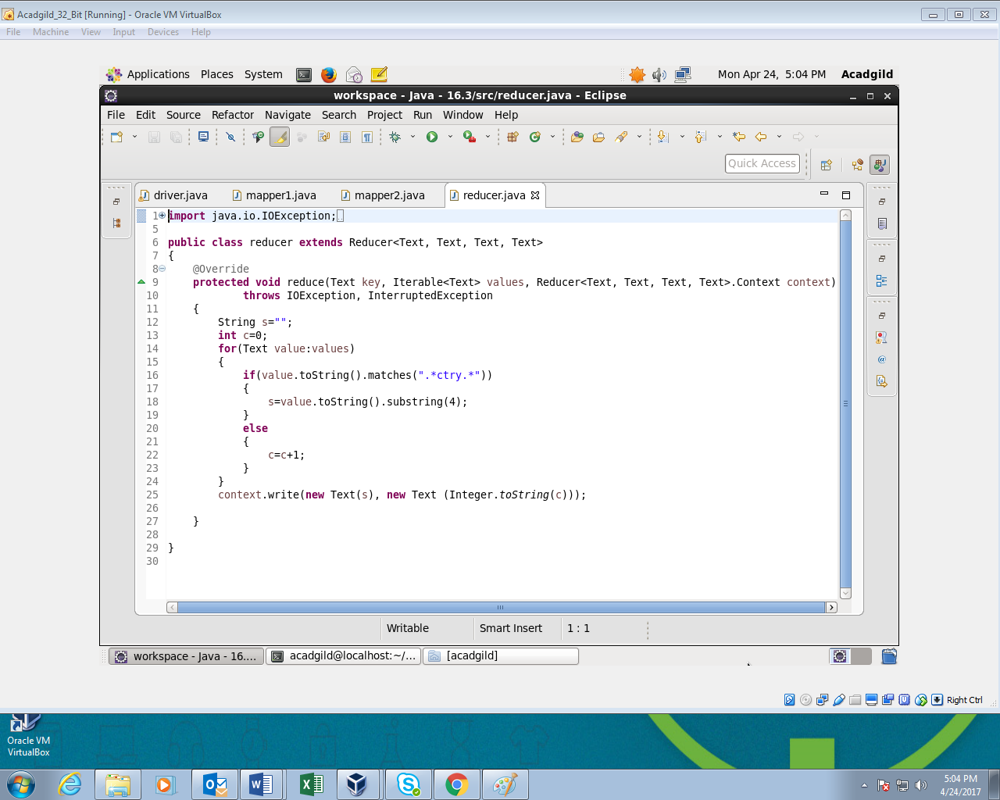 Acadgild_32_Bit [Running] - Oracle VM VirtualBox
File Machine View Input Devices Help
Applications Places System Mon Apr 24, 5:04 PM Acadgild
workspace - Java - 16.3/src/reducer.java - Eclipse
File Edit Source Refactor Navigate Search Project Run Window Help
Quick Access
driver.java mapper1.java mapper2.java reducer.java
1 import java.io.IOException;
5
6 public class reducer extends Reducer<Text, Text, Text, Text>
7 {
8 @Override
9 protected void reduce(Text key, Iterable<Text> values, Reducer<Text, Text, Text, Text>.Context context)
10 throws IOException, InterruptedException
11 {
12 String s="";
13 int c=0;
14 for(Text value:values)
15 {
16 if(value.toString().matches(".*ctry.*"))
17 {
18 s=value.toString().substring(4);
19 }
20 else
21 {
22 c=c+1;
23 }
24 }
25 context.write(new Text(s), new Text (Integer.toString(c)));
26
27 }
28
29 }
30
Writable Smart Insert 1 : 1
workspace - Java - 16.... acadgild@localhost:~/... [acadgild]
Right Ctrl
Oracle VM
VirtualBox
5:04 PM
4/24/2017